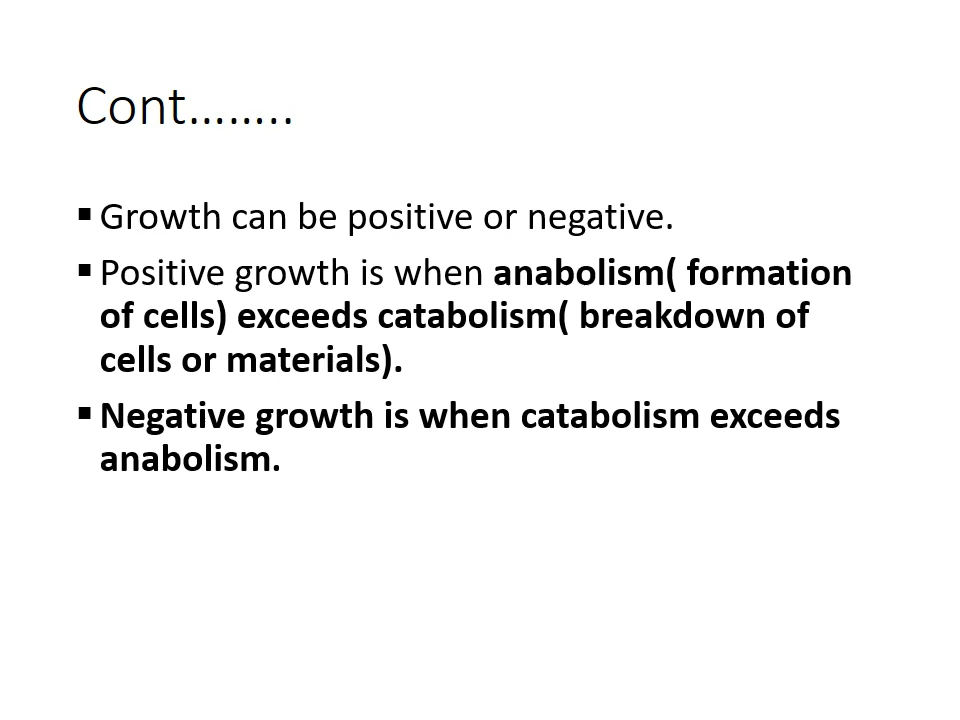 Cont……..
▪ Growth can be positive or negative.
▪ Positive growth is when anabolism( formation
of cells) exceeds catabolism( breakdown of
cells or materials).
▪ Negative growth is when catabolism exceeds
anabolism.